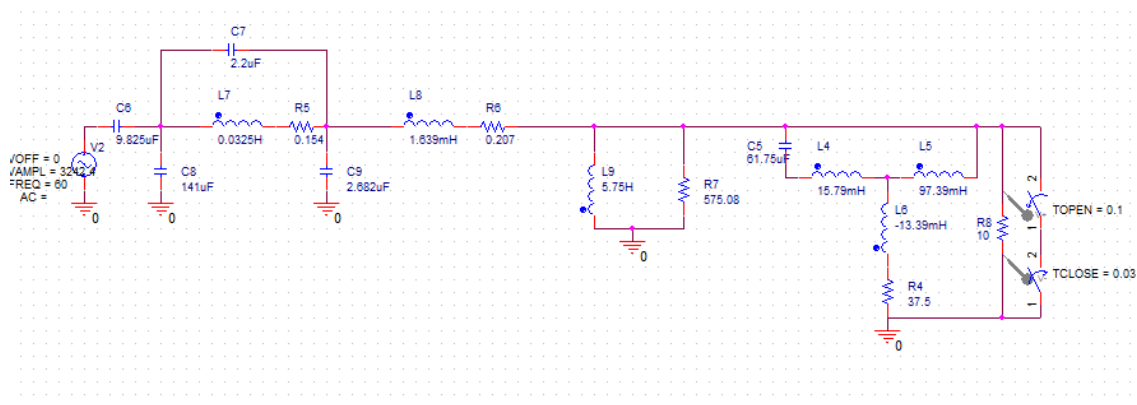 C7
2.2uF
C6
9.825uF
L7
0.0325H
R5
0.154
L8
1.639mH
R6
0.207
V2
VOFF = 0
VAMPL = 3242.4
FREQ = 60
AC =
0
C8
141uF
0
C9
2.682uF
0
L9
5.75H
R7
575.08
0
C5
61.75uF
L4
15.79mH
L5
97.39mH
L6
-13.39mH
R4
37.5
0
R8
10
2
1
TOPEN = 0.1
2
1
TCLOSE = 0.03
V+
V-